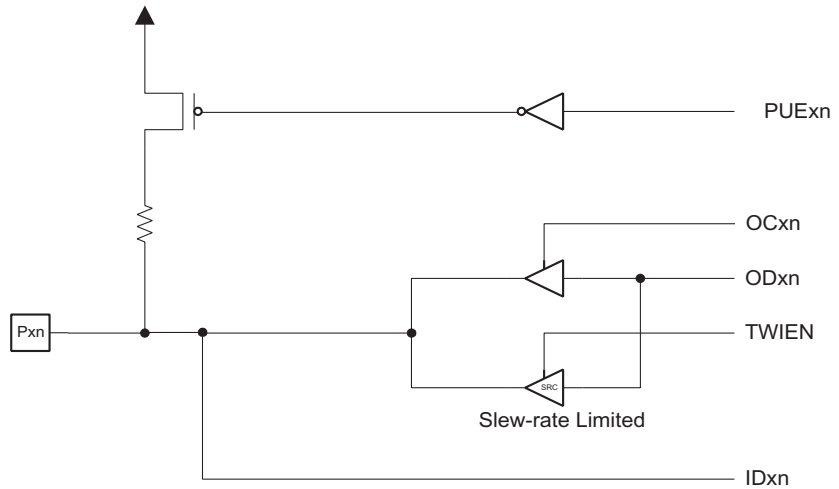 PUExn
OCxn
ODxn
Pxn
TWIEN
SRC
Slew-rate Limited
IDxn